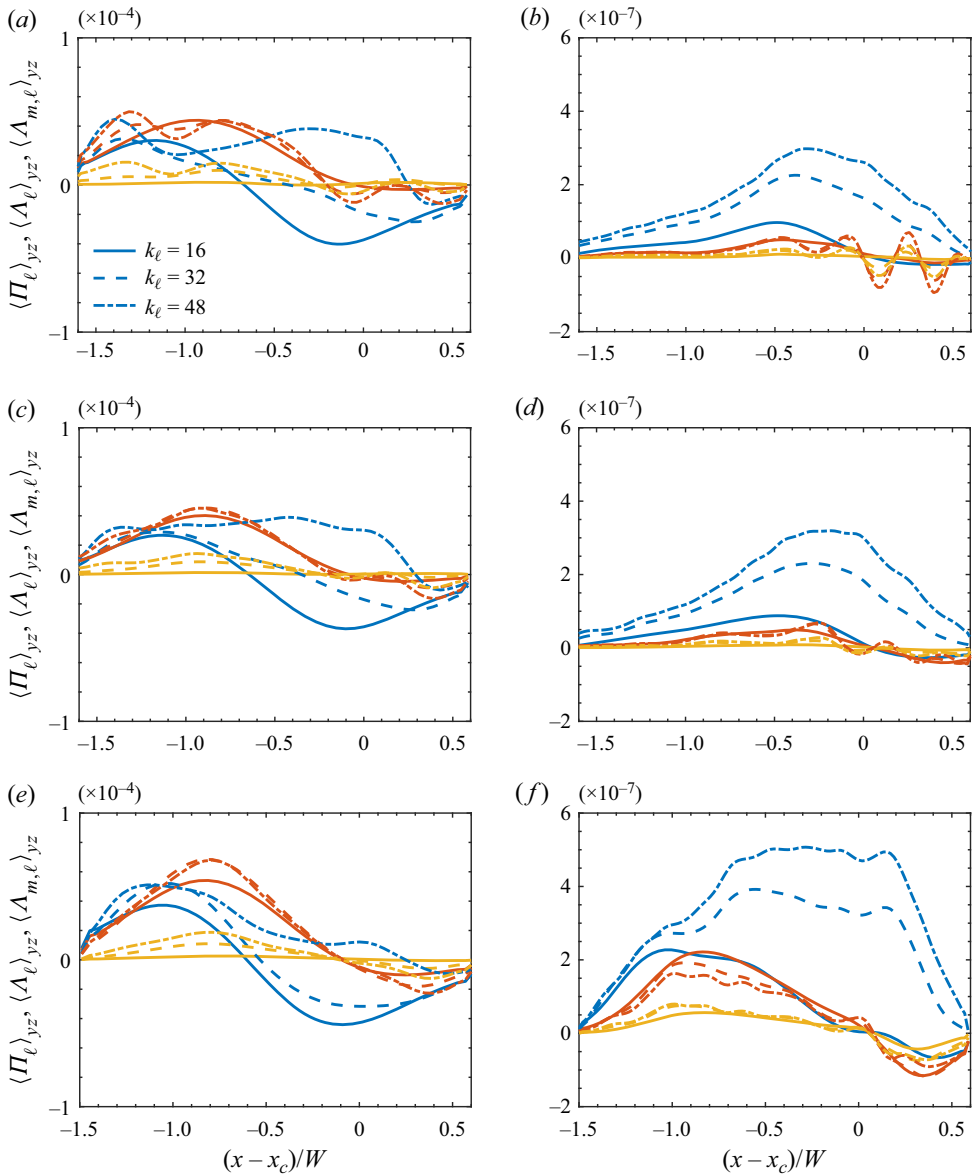 (a) (×10⁻⁴)
1
0
−1
−1.5 −1.0 −0.5 0 0.5
⟨Π_ℓ⟩_yz, ⟨Λ_ℓ⟩_yz, ⟨Λ_m,ℓ⟩_yz
k_ℓ = 16
k_ℓ = 32
k_ℓ = 48
(b) (×10⁻⁷)
6
4
2
0
−2
−1.5 −1.0 −0.5 0 0.5
(c) (×10⁻⁴)
1
0
−1
−1.5 −1.0 −0.5 0 0.5
⟨Π_ℓ⟩_yz, ⟨Λ_ℓ⟩_yz, ⟨Λ_m,ℓ⟩_yz
(d) (×10⁻⁷)
6
4
2
0
−2
−1.5 −1.0 −0.5 0 0.5
(e) (×10⁻⁴)
1
0
−1
−1.5 −1.0 −0.5 0 0.5
⟨Π_ℓ⟩_yz, ⟨Λ_ℓ⟩_yz, ⟨Λ_m,ℓ⟩_yz
(x − x_c)/W
(f) (×10⁻⁷)
6
4
2
0
−2
−1.5 −1.0 −0.5 0 0.5
(x − x_c)/W